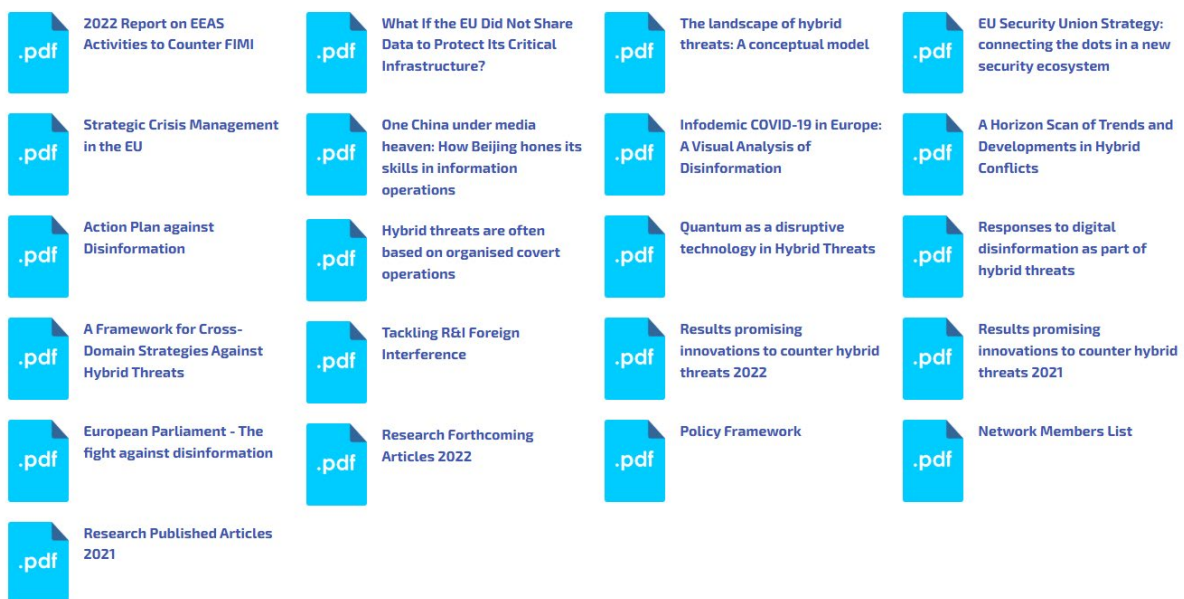 .pdf
2022 Report on EEAS
Activities to Counter FIMI
.pdf
What If the EU Did Not Share
Data to Protect Its Critical
Infrastructure?
.pdf
The landscape of hybrid
threats: A conceptual model
.pdf
EU Security Union Strategy:
connecting the dots in a new
security ecosystem
.pdf
Strategic Crisis Management
in the EU
.pdf
One China under media
heaven: How Beijing hones its
skills in information
operations
.pdf
Infodemic COVID-19 in Europe:
A Visual Analysis of
Disinformation
.pdf
A Horizon Scan of Trends and
Developments in Hybrid
Conflicts
.pdf
Action Plan against
Disinformation
.pdf
Hybrid threats are often
based on organised covert
operations
.pdf
Quantum as a disruptive
technology in Hybrid Threats
.pdf
Responses to digital
disinformation as part of
hybrid threats
.pdf
A Framework for Cross-
Domain Strategies Against
Hybrid Threats
.pdf
Tackling R&I Foreign
Interference
.pdf
Results promising
innovations to counter hybrid
threats 2022
.pdf
Results promising
innovations to counter hybrid
threats 2021
.pdf
European Parliament - The
fight against disinformation
.pdf
Research Forthcoming
Articles 2022
.pdf
Policy Framework
.pdf
Network Members List
.pdf
Research Published Articles
2021